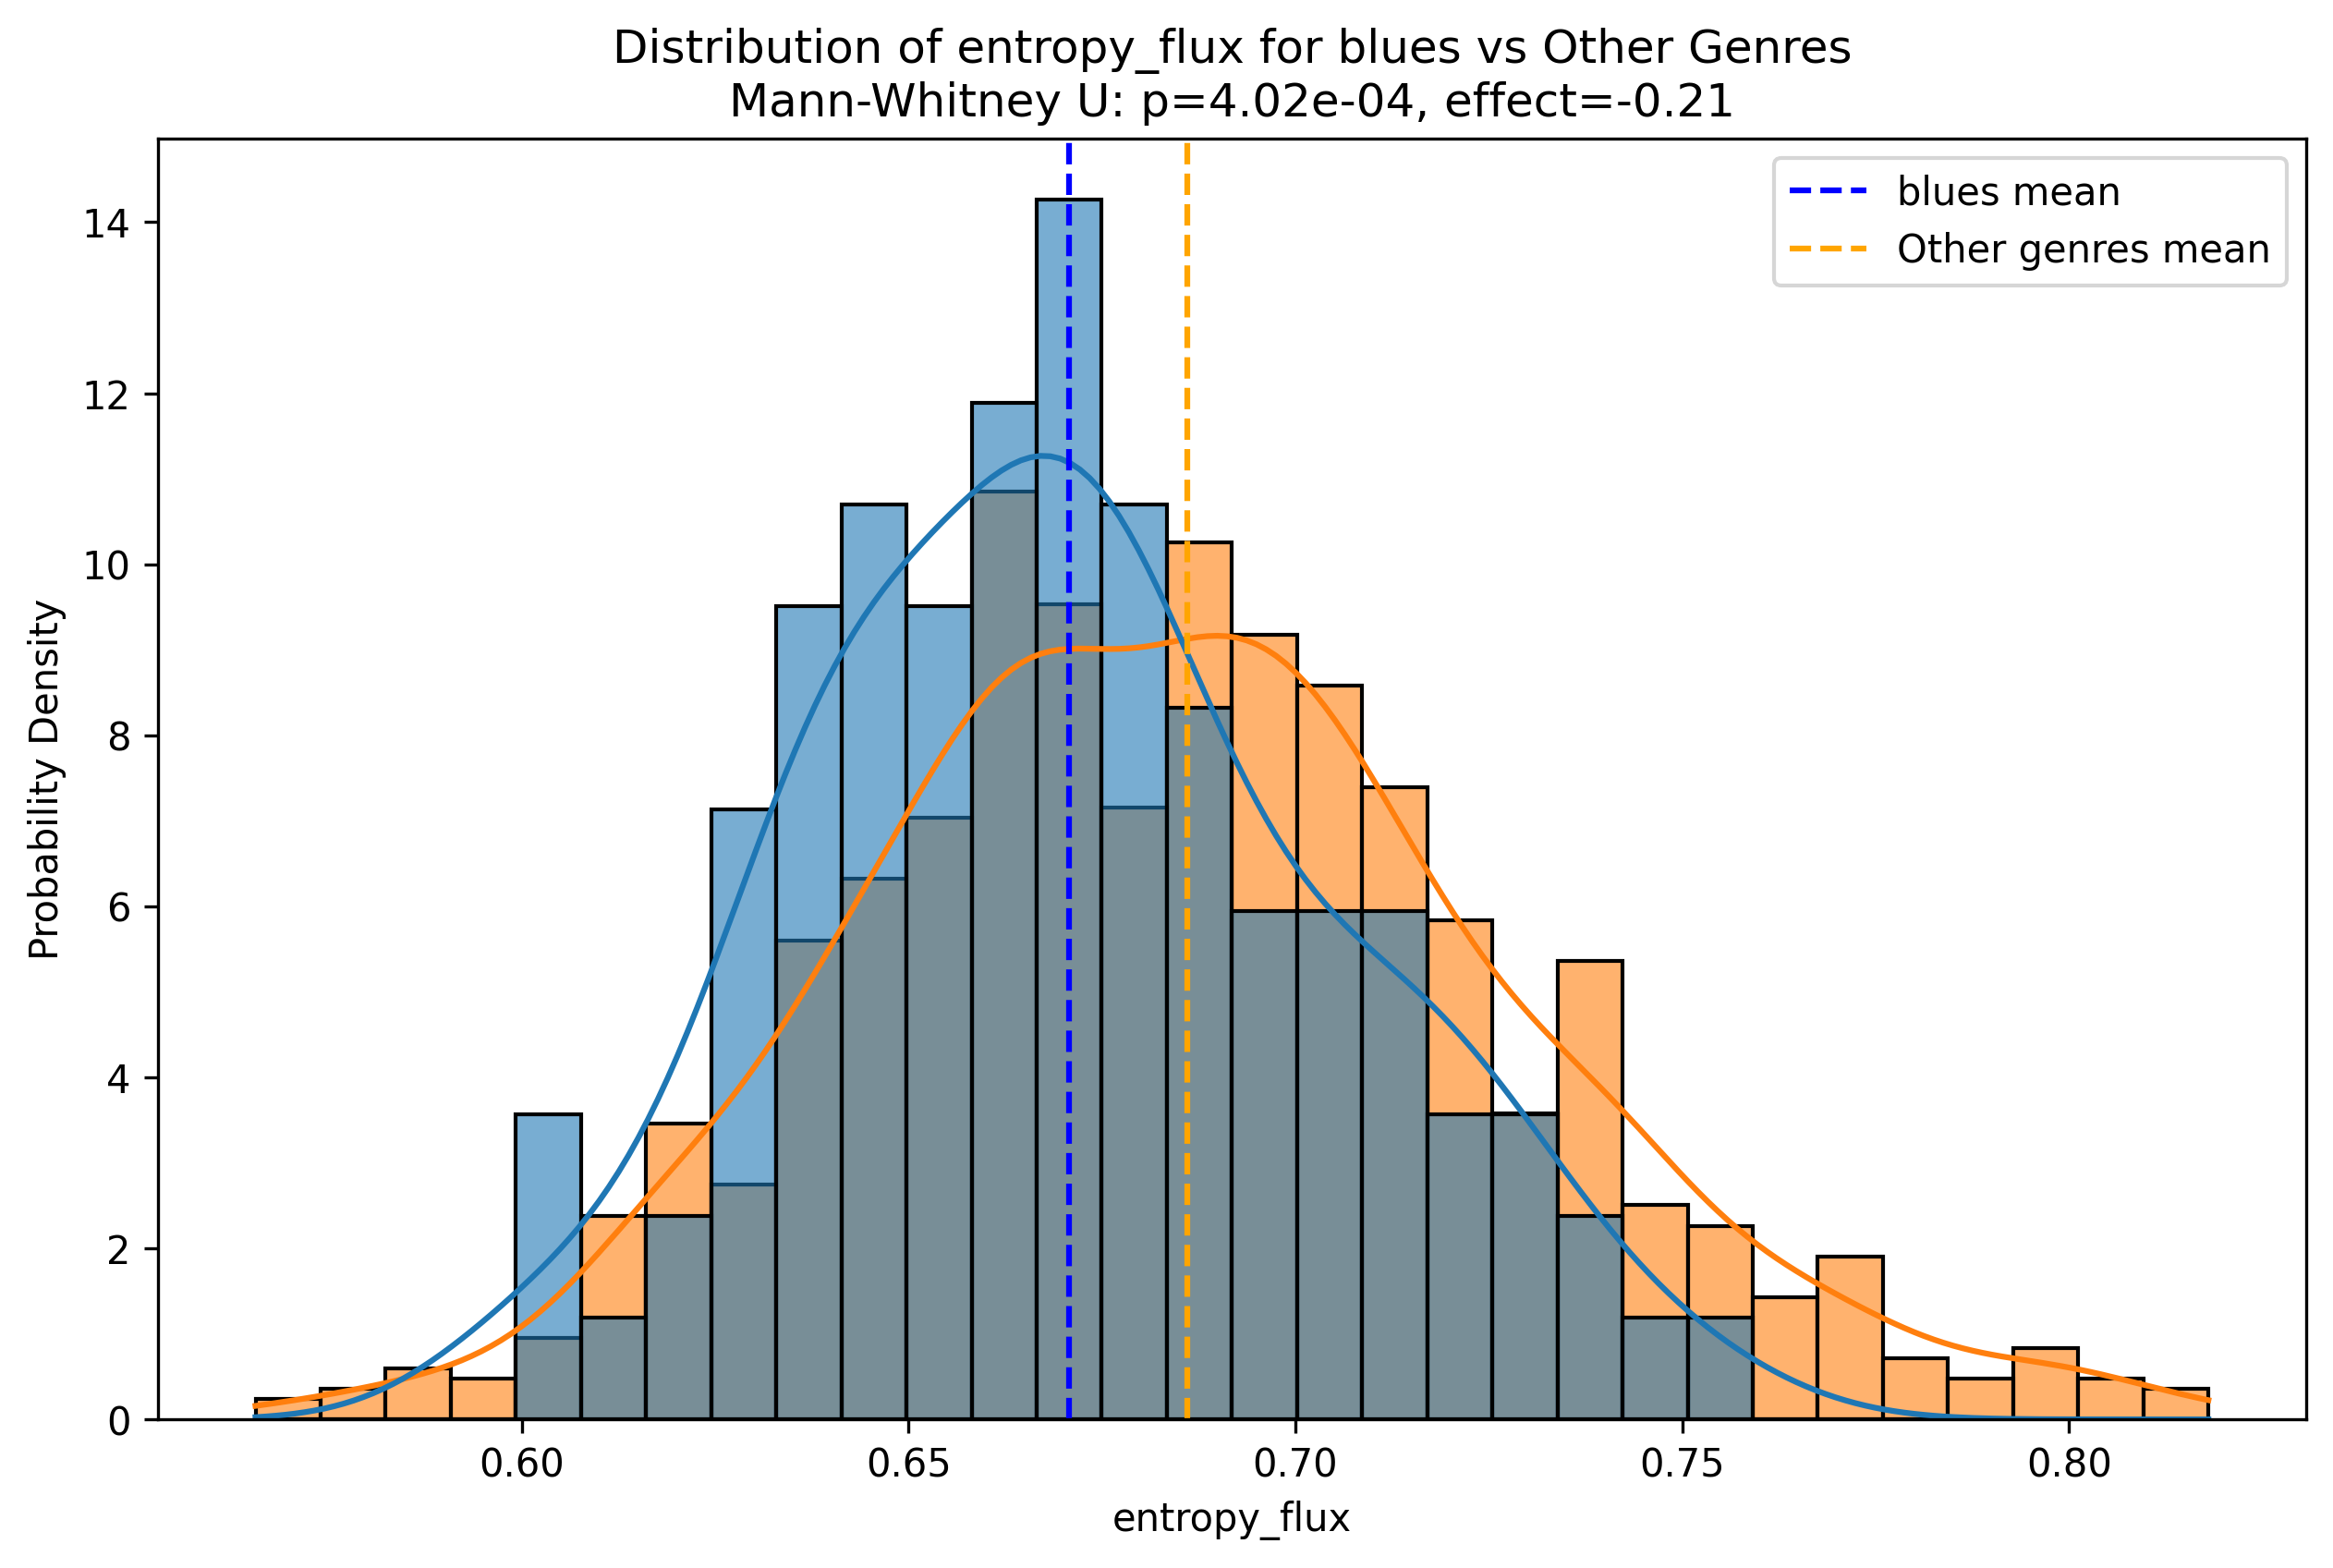 Distribution of entropy_flux for blues vs Other Genres
Mann-Whitney U: p=4.02e-04, effect=-0.21
blues mean
Other genres mean
Probability Density
14
12
10
8
6
4
2
0
0.60
0.65
0.70
0.75
0.80
entropy_flux